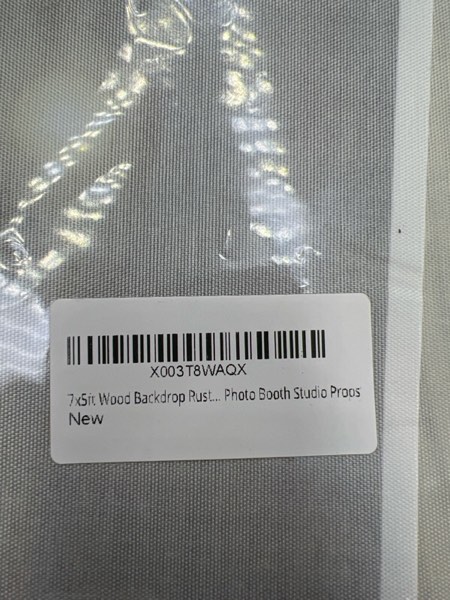 X003T8WAQX
7x5ft Wood Backdrop Rust... Photo Booth Studio Props
New